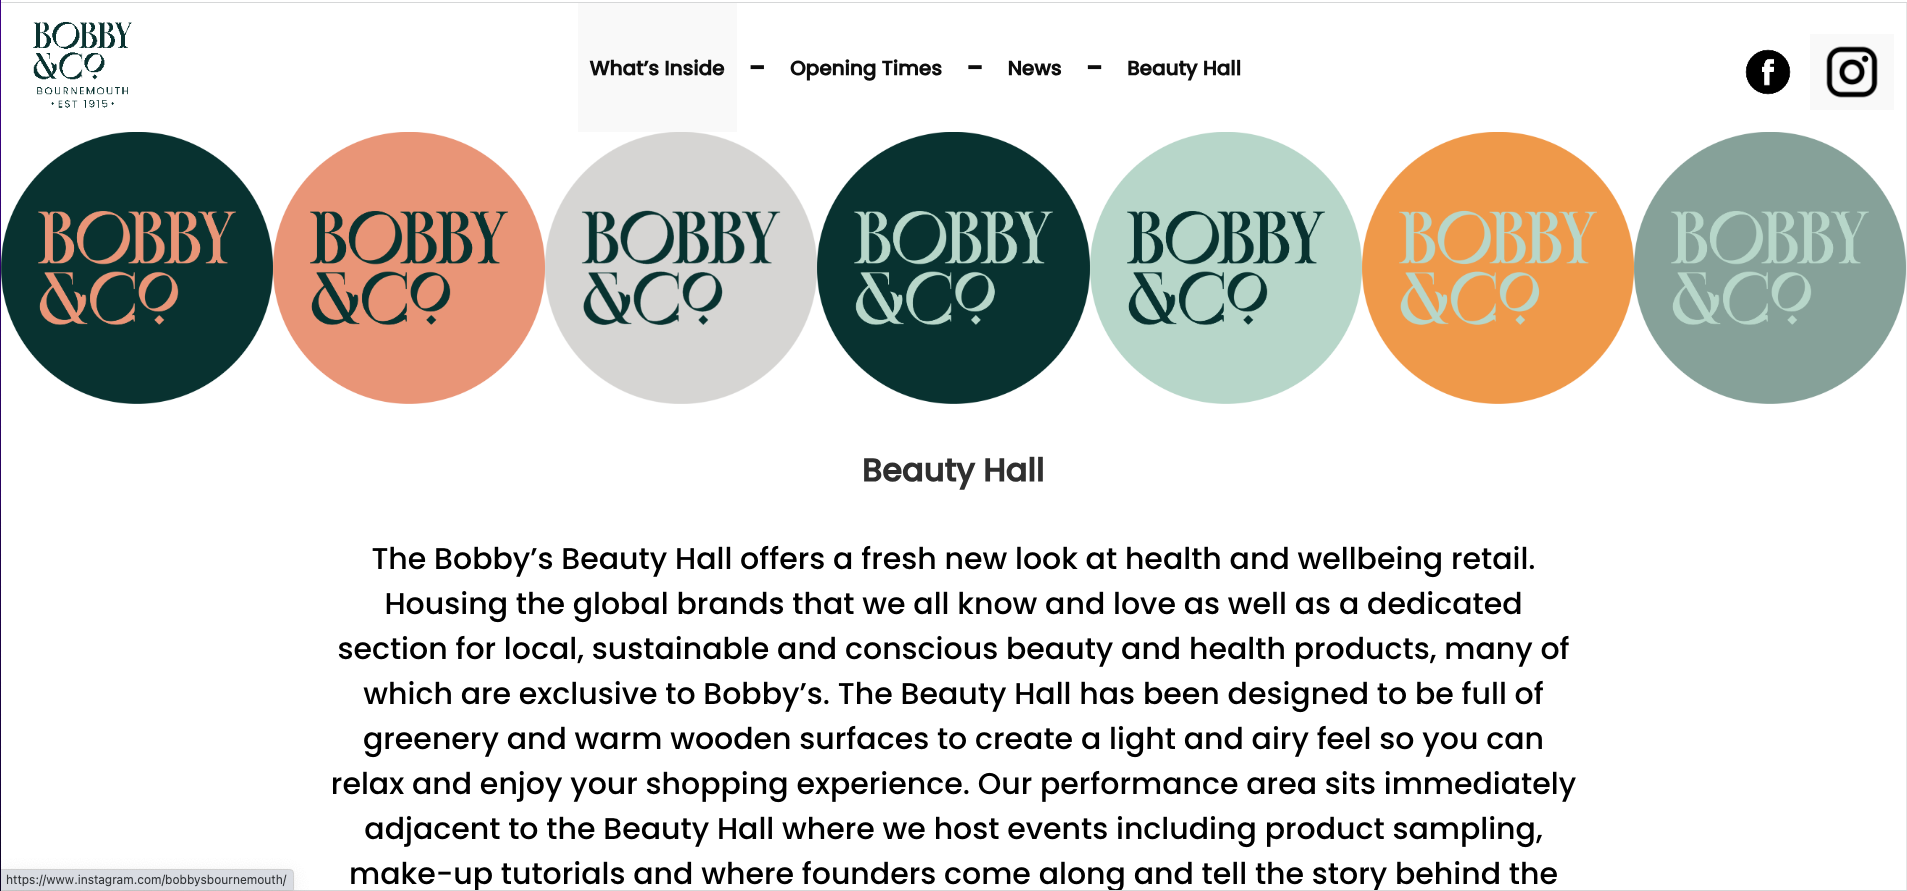 BOBBY
&CO
BOURNEMOUTH
• EST 1915 •
What's Inside - Opening Times - News - Beauty Hall
BOBBY
&CO
BOBBY
&CO
BOBBY
&CO
BOBBY
&CO
BOBBY
&CO
BOBBY
&CO
BOBBY
&CO
Beauty Hall
The Bobby's Beauty Hall offers a fresh new look at health and wellbeing retail.
Housing the global brands that we all know and love as well as a dedicated
section for local, sustainable and conscious beauty and health products, many of
which are exclusive to Bobby's. The Beauty Hall has been designed to be full of
greenery and warm wooden surfaces to create a light and airy feel so you can
relax and enjoy your shopping experience. Our performance area sits immediately
adjacent to the Beauty Hall where we host events including product sampling,
make-up tutorials and where founders come along and tell the story behind the
https://www.instagram.com/bobbysbournemouth/